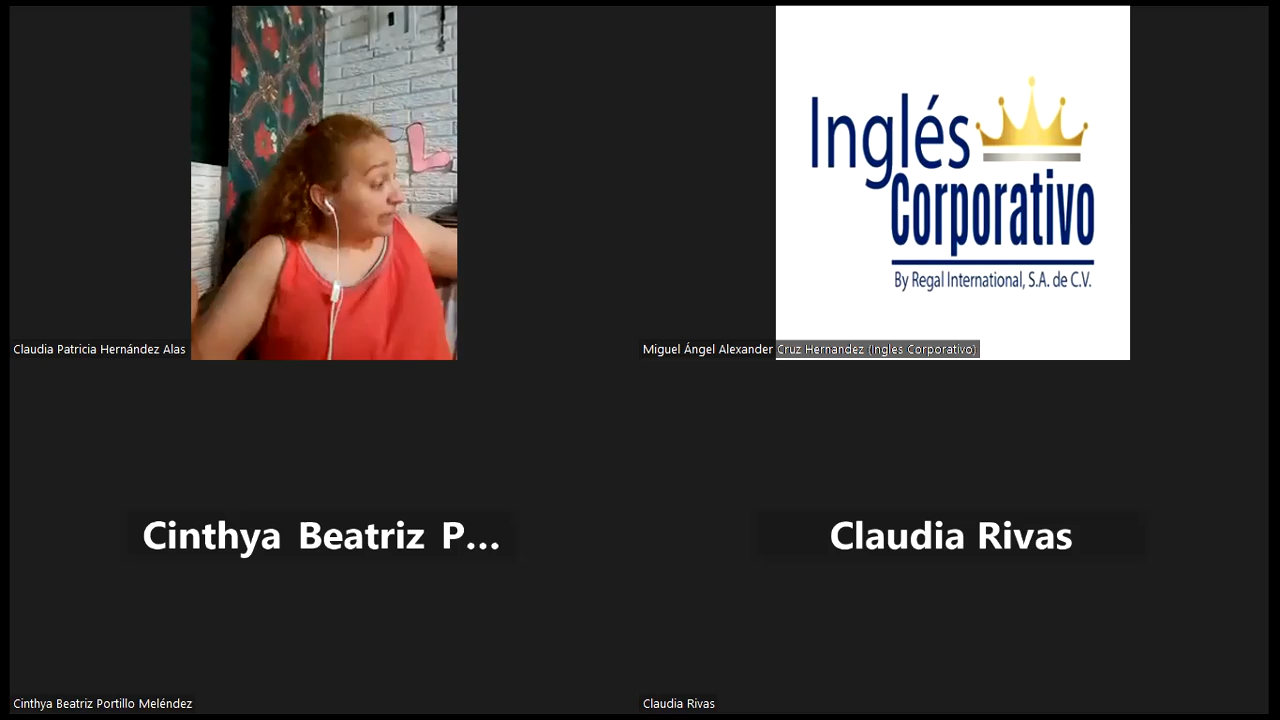 L
Inglés
Corporativo
By Regal International, S.A. de C.V.
Claudia Patricia Hernández Alas
Miguel Ángel Alexander Cruz Hernandez (Ingles Corporativo)
Cinthya Beatriz P...
Claudia Rivas
Cinthya Beatriz Portillo Meléndez
Claudia Rivas